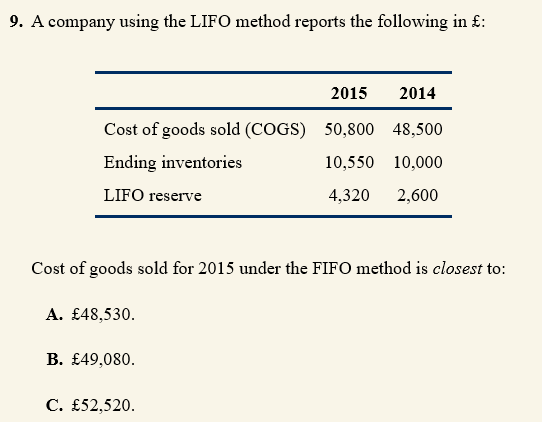 9. A company using the LIFO method reports the following in £:
2015 2014
Cost of goods sold (COGS) 50,800 48,500
Ending inventories 10,550 10,000
LIFO reserve 4,320 2,600
Cost of goods sold for 2015 under the FIFO method is closest to:
A. £48,530.
B. £49,080.
C. £52,520.